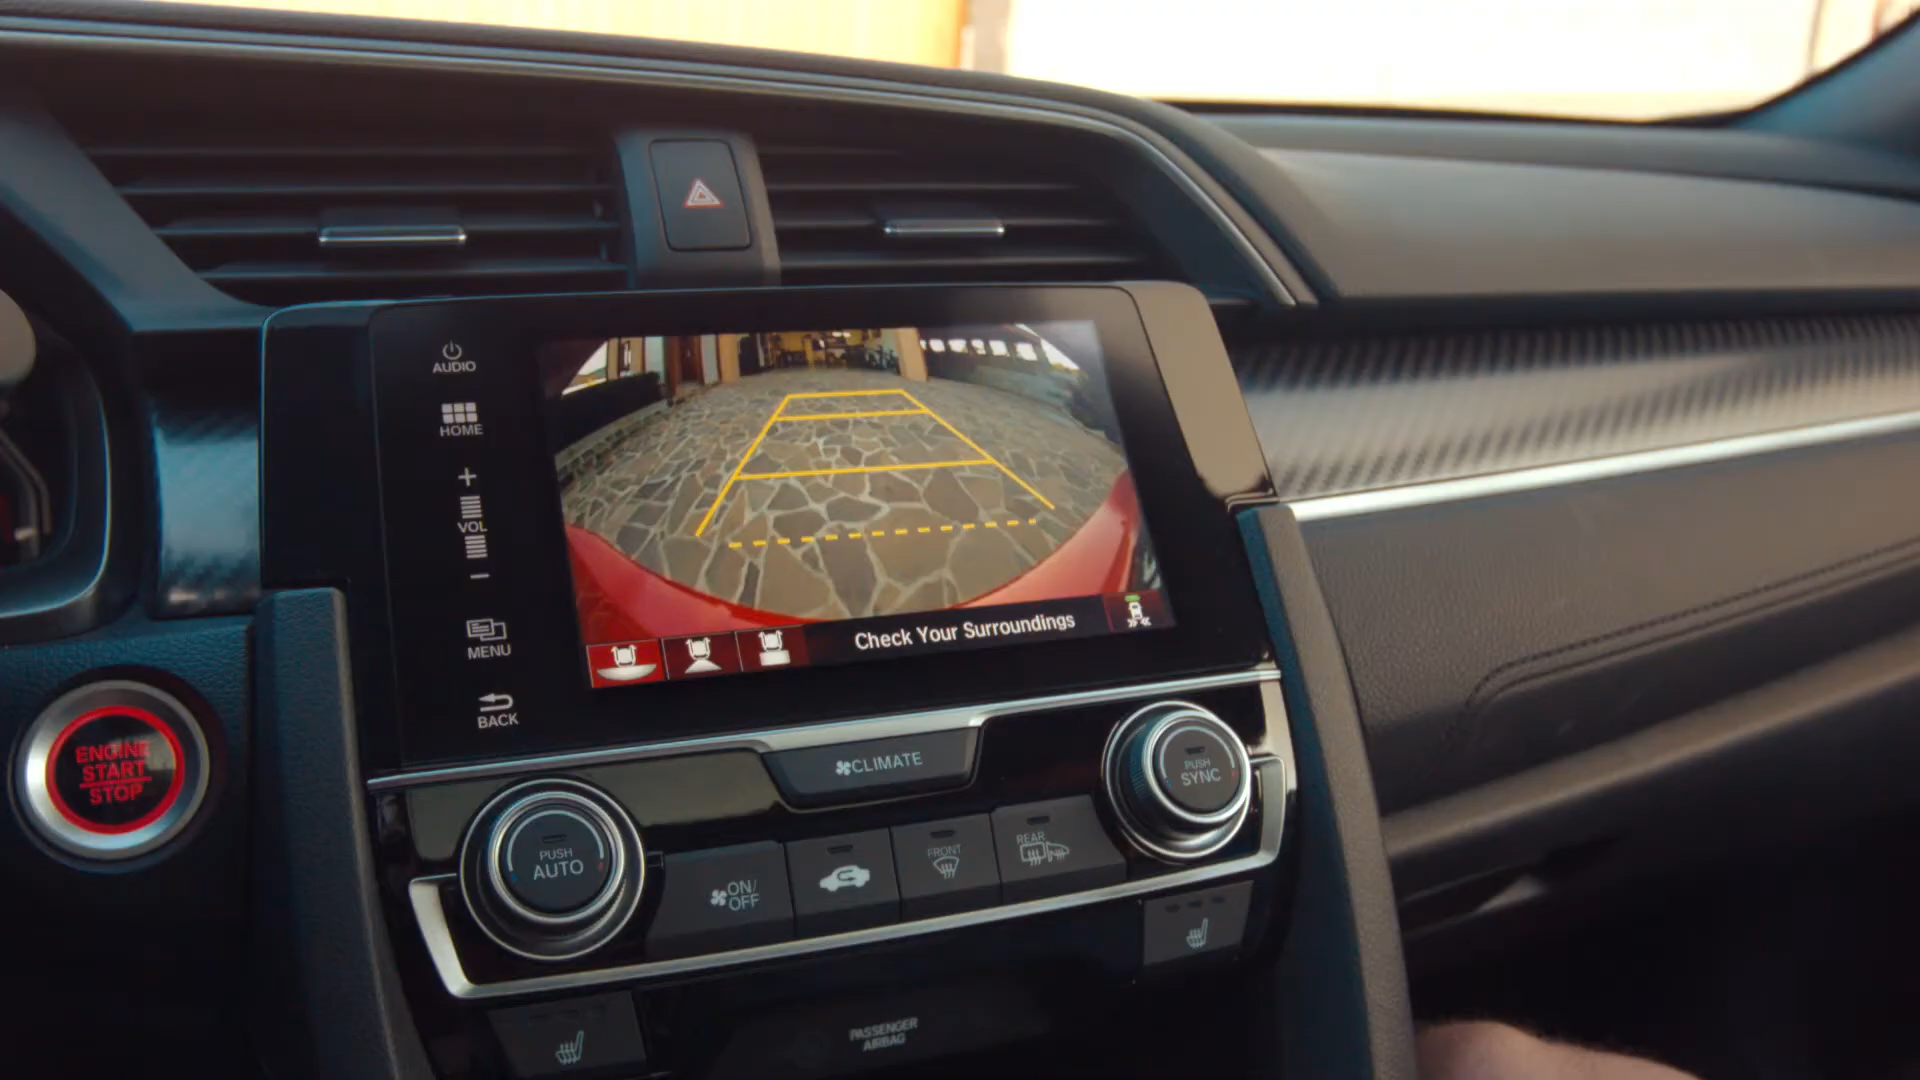 AUDIO
HOME
VOL
MENU
BACK
Check Your Surroundings
ENGINE
START
STOP
CLIMATE
PUSH
AUTO
PUSH
SYNC
ON/
OFF
FRONT
REAR
PASSENGER
AIRBAG